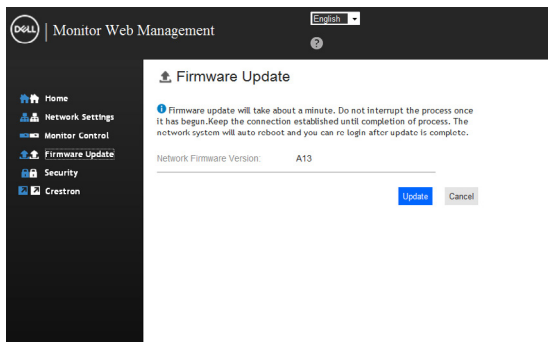 DELL
Monitor Web Management
English
?
Firmware Update
Home
Network Settings
Monitor Control
Firmware Update
Security
Crestron
Firmware update will take about a minute. Do not interrupt the process once
it has begun.Keep the connection established until completion of process. The
network system will auto reboot and you can re login after update is complete.
Network Firmware Version: A13
Update Cancel